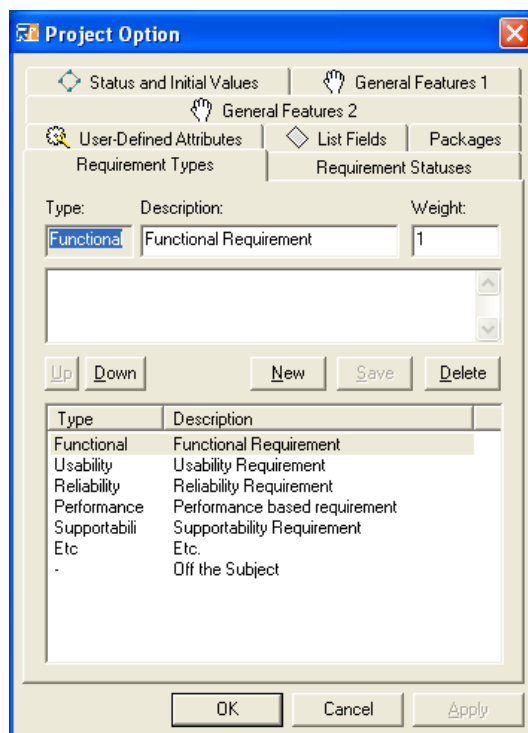 Project Option
Status and Initial Values General Features 1
General Features 2
User-Defined Attributes List Fields Packages
Requirement Types Requirement Statuses
Type: Description: Weight:
Functional Functional Requirement 1
Up Down New Save Delete
Type Description
Functional Functional Requirement
Usability Usability Requirement
Reliability Reliability Requirement
Performance Performance based requirement
Supportabili Supportability Requirement
Etc Etc.
- Off the Subject
OK Cancel Apply